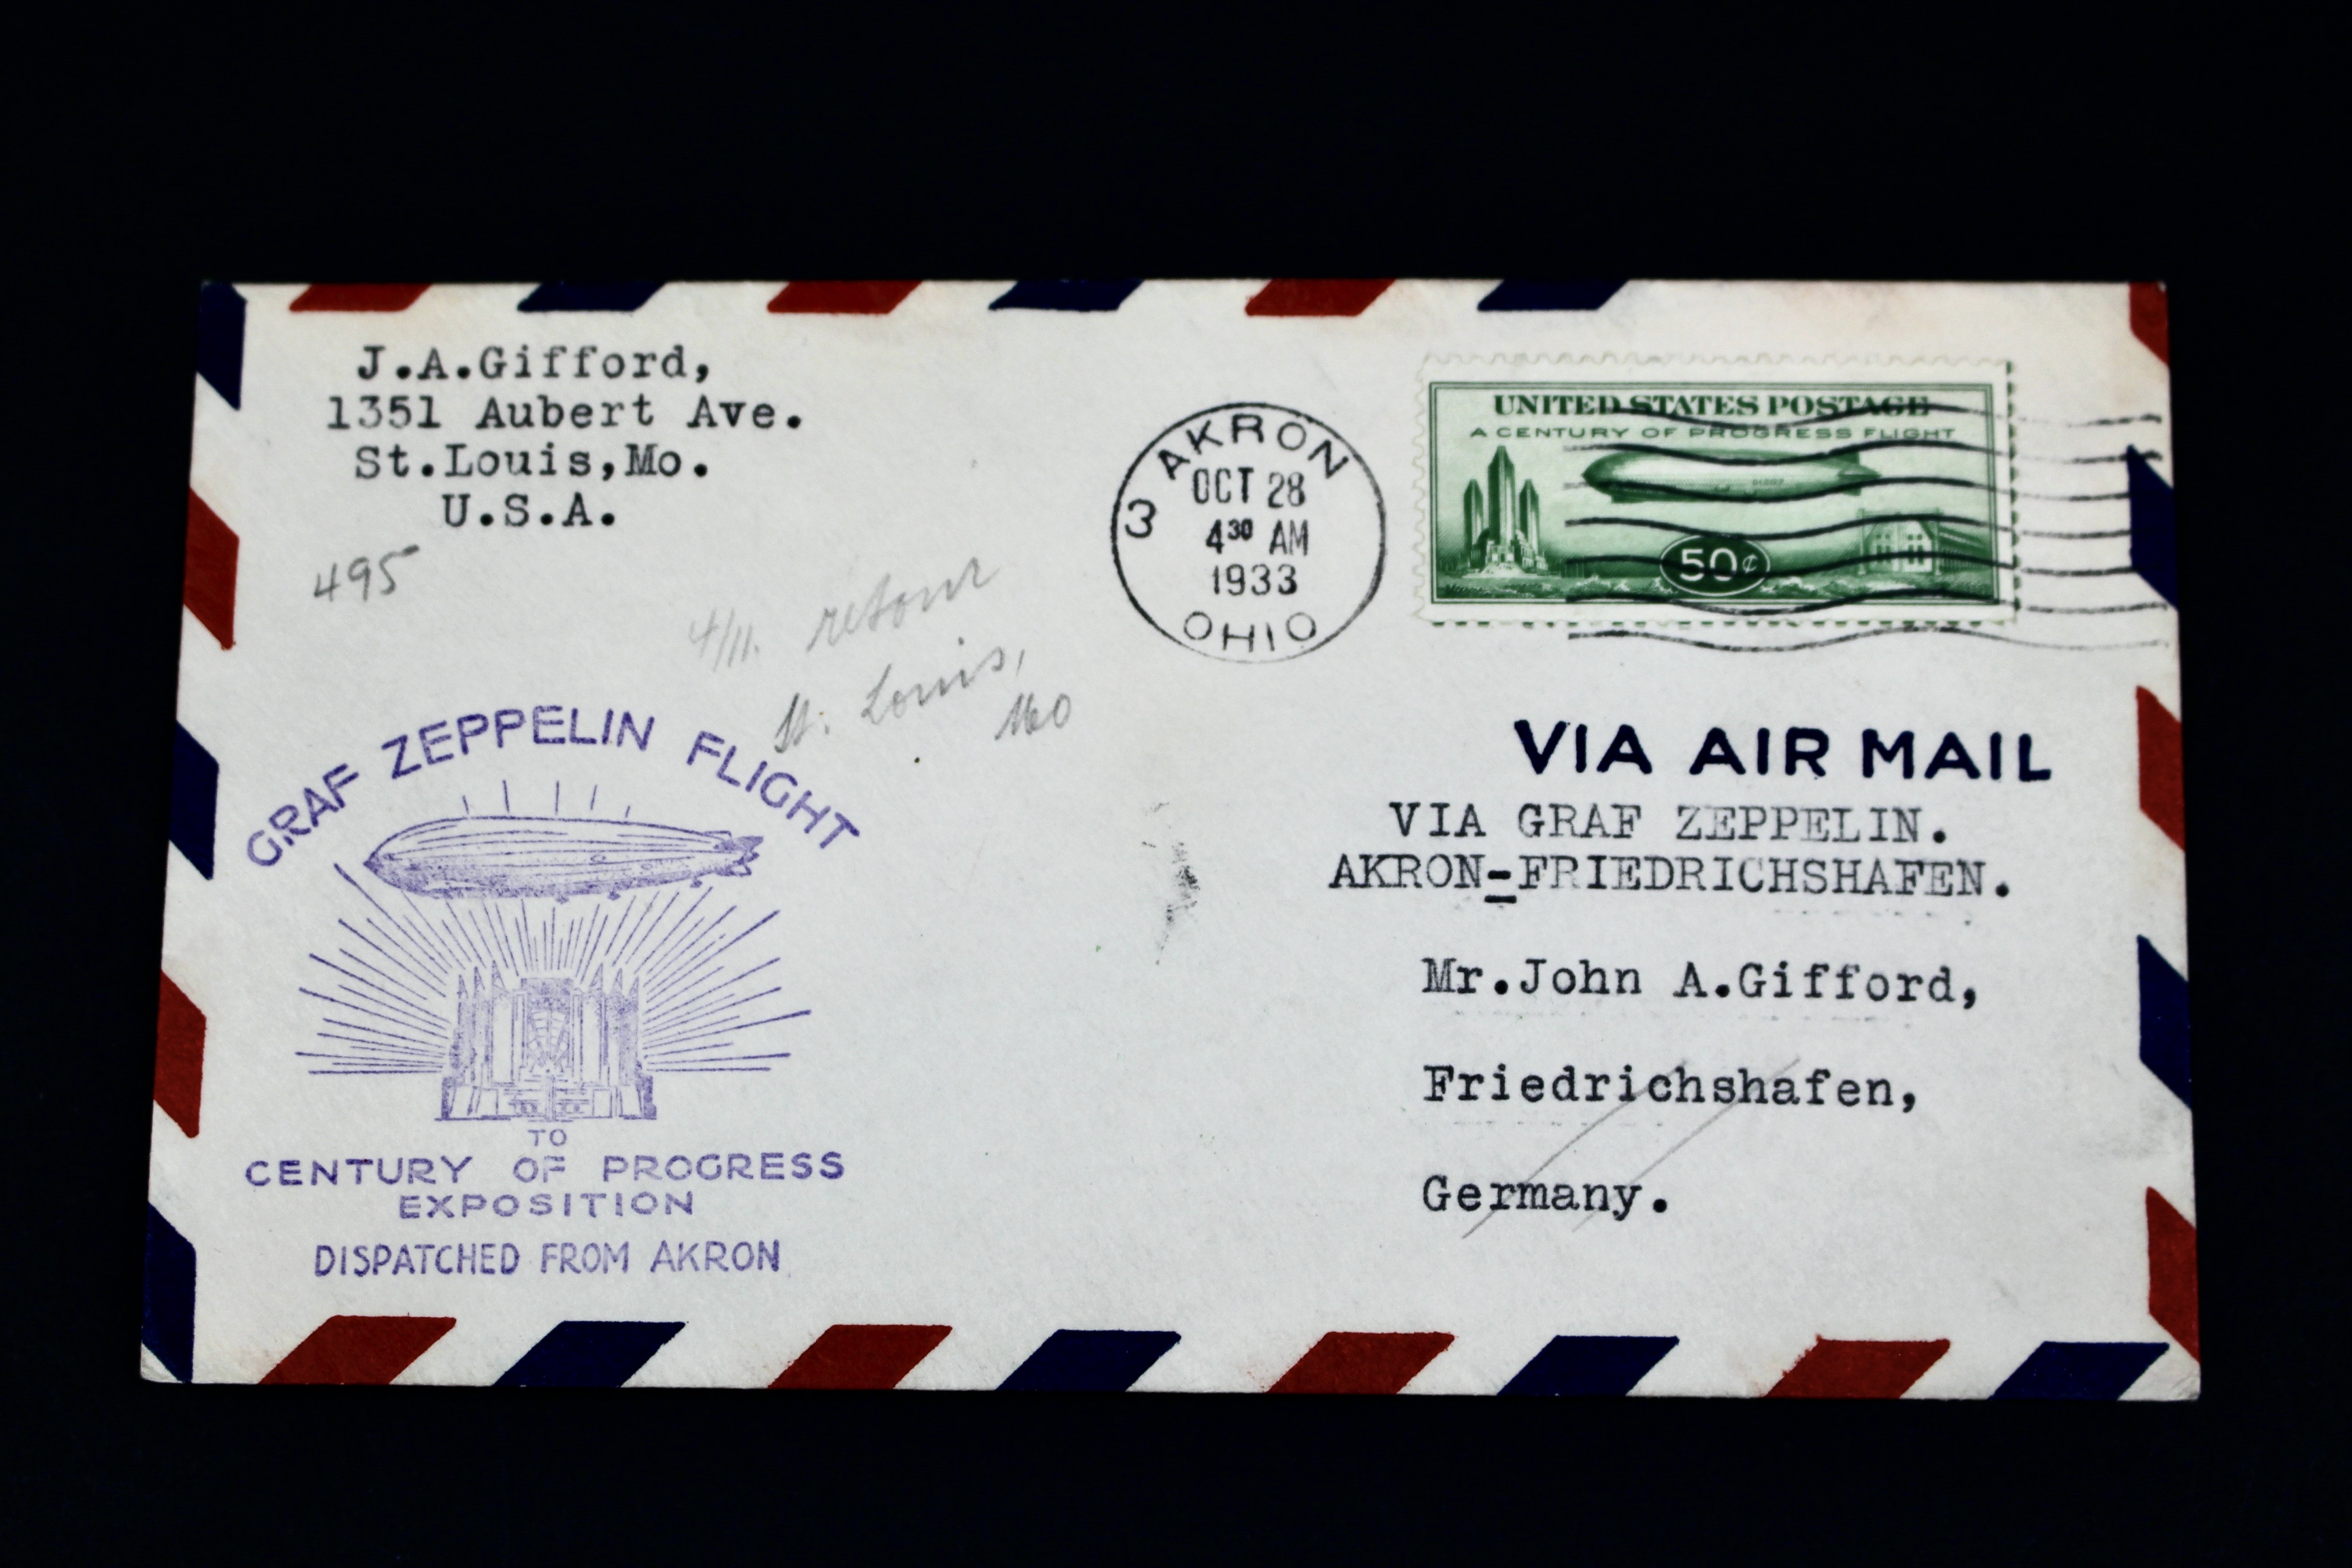 J.A.Gifford,
1351 Aubert Ave.
St.Louis,Mo.
U.S.A.
495
4/11. retour
St. Louis,
Mo
3 AKRON
OCT 28
4³⁰ AM
1933
OHIO
UNITED STATES POSTAGE
A CENTURY OF PROGRESS FLIGHT
50¢
VIA AIR MAIL
VIA GRAF ZEPPELIN.
AKRON-FRIEDRICHSHAFEN.
Mr.John A.Gifford,
Friedrichshafen,
Germany.
GRAF ZEPPELIN FLIGHT
TO
CENTURY OF PROGRESS
EXPOSITION
DISPATCHED FROM AKRON